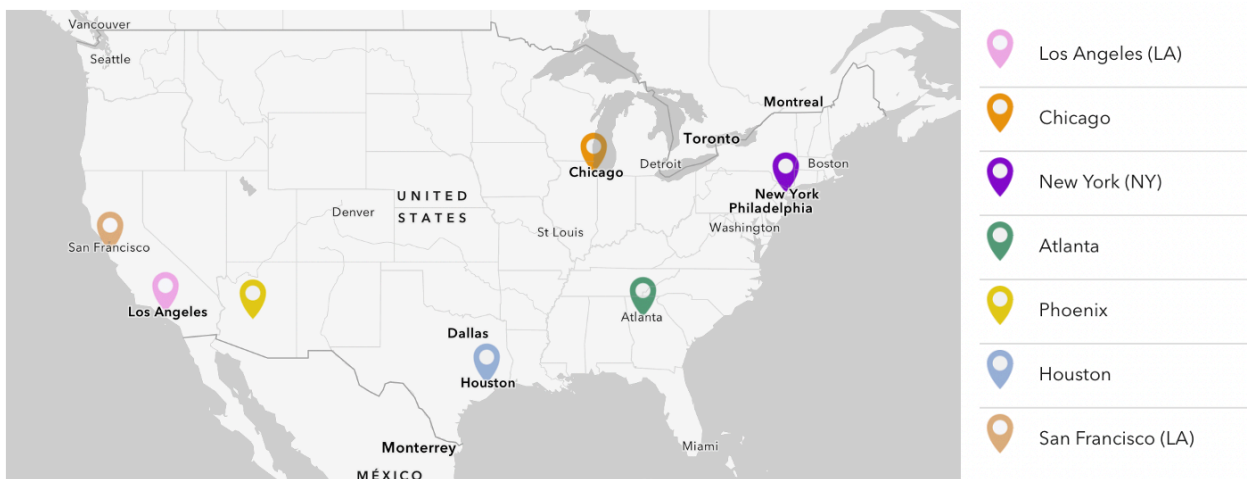 Vancouver
Seattle
Montreal
Toronto
Chicago
Detroit
Boston
New York
Philadelphia
UNITED
STATES
Denver
St Louis
Washington
San Francisco
Los Angeles
Dallas
Atlanta
Houston
Monterrey
Miami
MÉXICO
Los Angeles (LA)
Chicago
New York (NY)
Atlanta
Phoenix
Houston
San Francisco (LA)